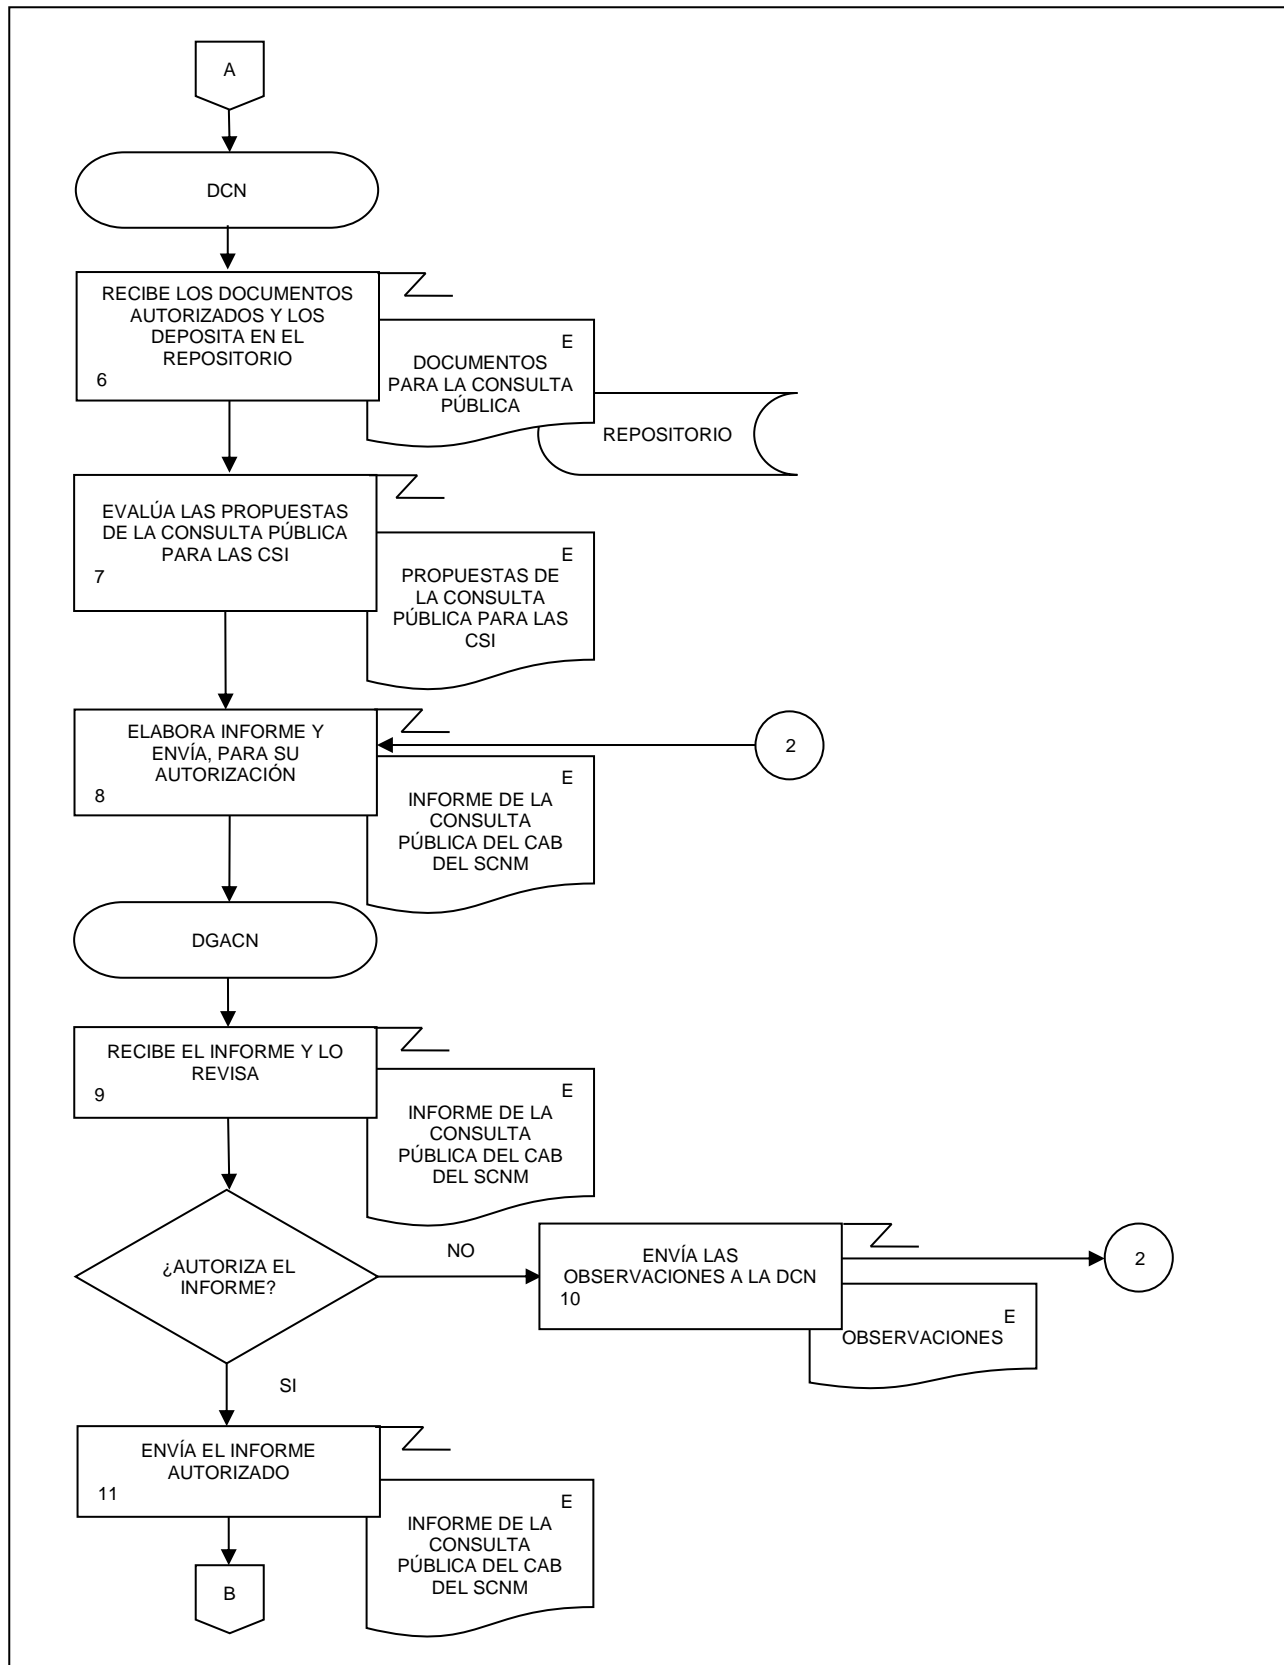 A
DCN
RECIBE LOS DOCUMENTOS
AUTORIZADOS Y LOS
DEPOSITA EN EL
REPOSITORIO
6
E
DOCUMENTOS
PARA LA CONSULTA
PÚBLICA
REPOSITORIO
EVALÚA LAS PROPUESTAS
DE LA CONSULTA PÚBLICA
PARA LAS CSI
7
E
PROPUESTAS DE
LA CONSULTA
PÚBLICA PARA LAS
CSI
ELABORA INFORME Y
ENVÍA, PARA SU
AUTORIZACIÓN
8
2
E
INFORME DE LA
CONSULTA
PÚBLICA DEL CAB
DEL SCNM
DGACN
RECIBE EL INFORME Y LO
REVISA
9
E
INFORME DE LA
CONSULTA
PÚBLICA DEL CAB
DEL SCNM
¿AUTORIZA EL
INFORME?
NO
ENVÍA LAS
OBSERVACIONES A LA DCN
10
2
E
OBSERVACIONES
SI
ENVÍA EL INFORME
AUTORIZADO
11
E
INFORME DE LA
CONSULTA
PÚBLICA DEL CAB
DEL SCNM
B